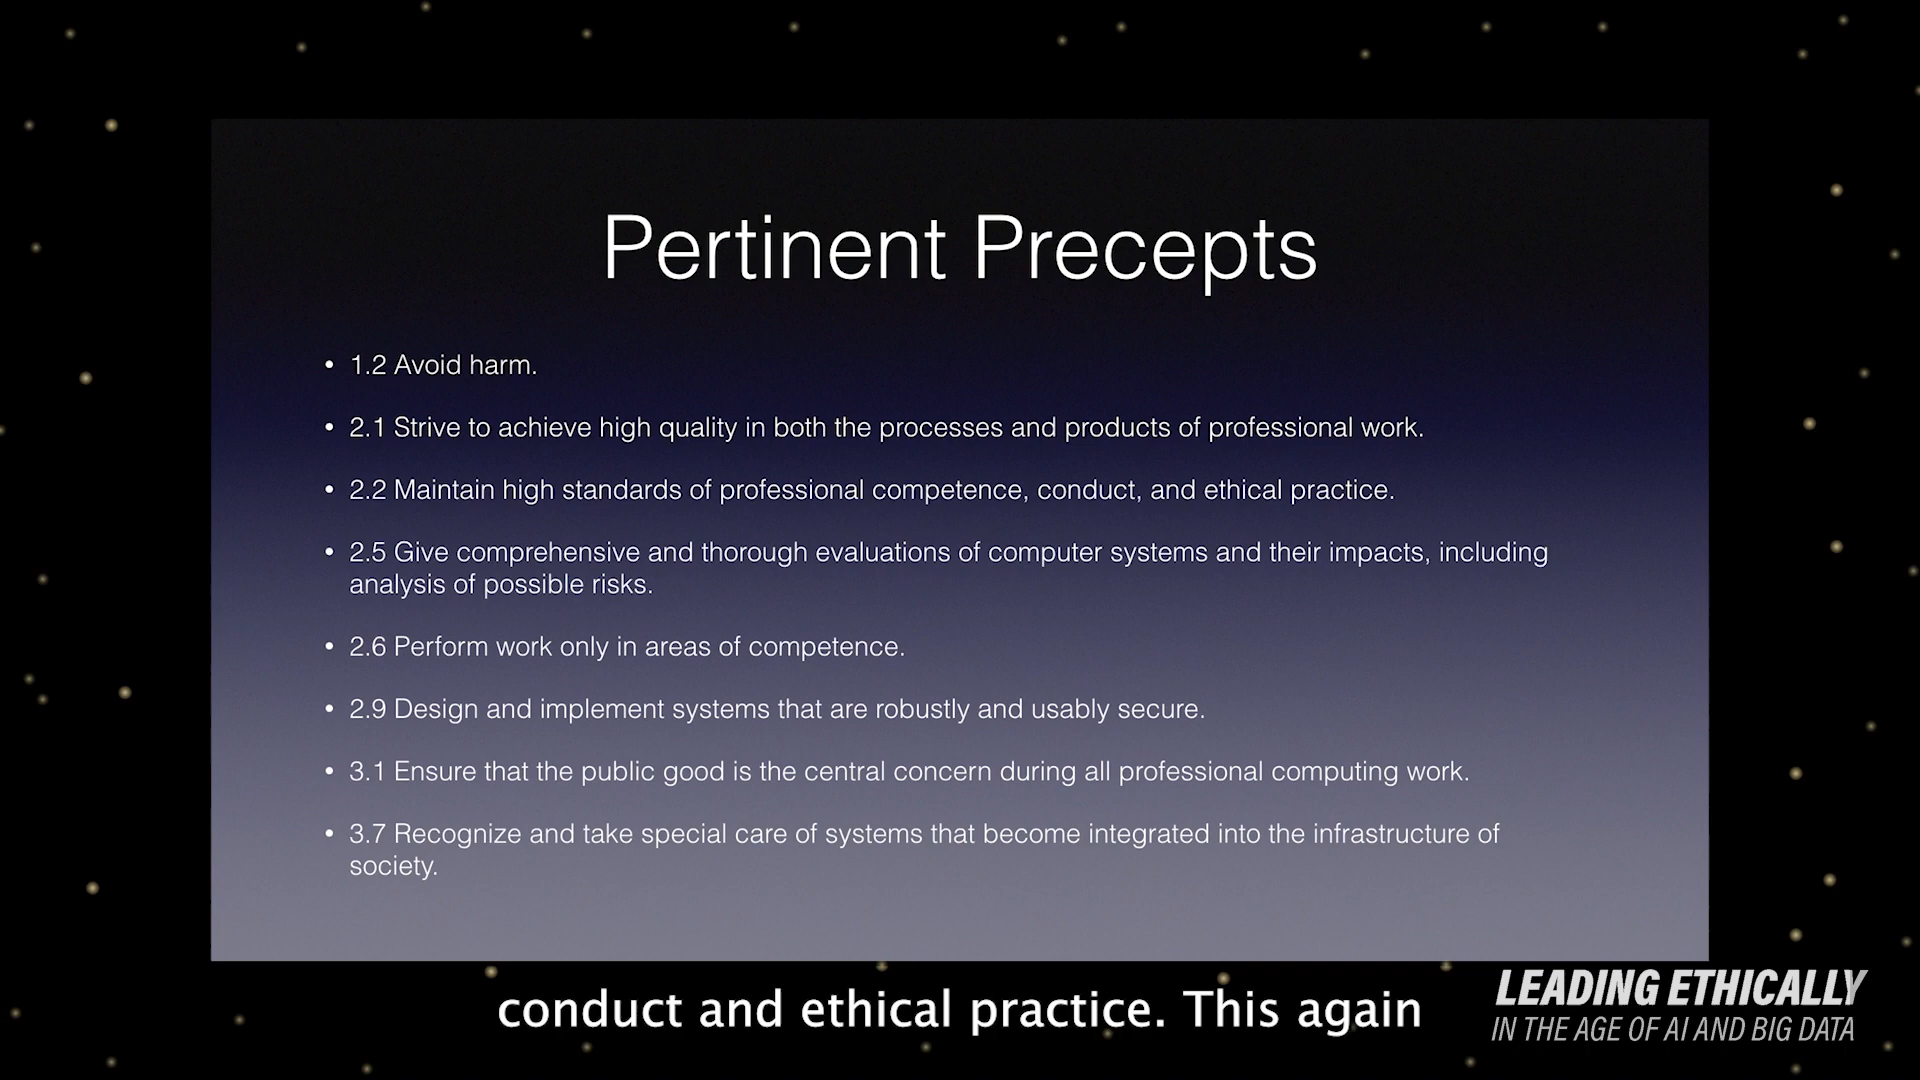 Pertinent Precepts
• 1.2 Avoid harm.
• 2.1 Strive to achieve high quality in both the processes and products of professional work.
• 2.2 Maintain high standards of professional competence, conduct, and ethical practice.
• 2.5 Give comprehensive and thorough evaluations of computer systems and their impacts, including
analysis of possible risks.
• 2.6 Perform work only in areas of competence.
• 2.9 Design and implement systems that are robustly and usably secure.
• 3.1 Ensure that the public good is the central concern during all professional computing work.
• 3.7 Recognize and take special care of systems that become integrated into the infrastructure of
society.
conduct and ethical practice. This again
LEADING ETHICALLY
IN THE AGE OF AI AND BIG DATA